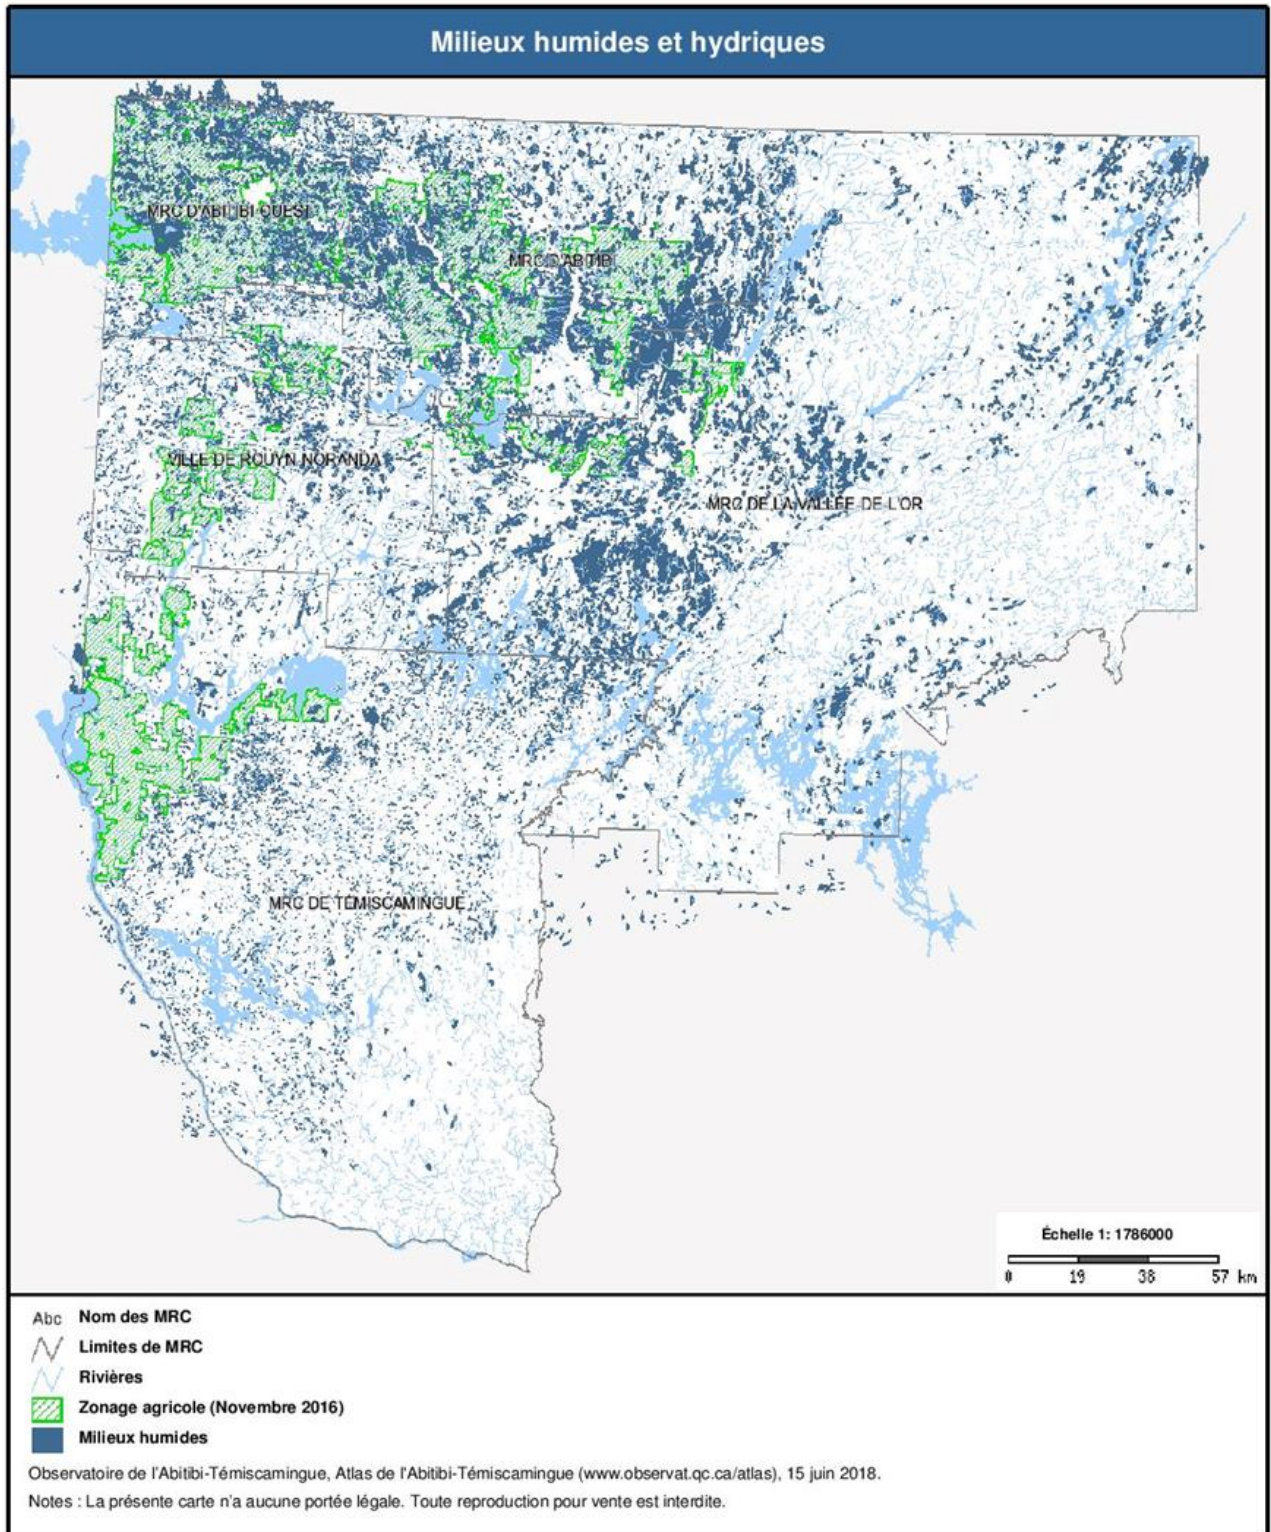 Milieux humides et hydriques
MRC D'ABITIBI-OUEST
MRC D'ABITIBI
VILLE DE ROUYN-NORANDA
MRC DE LA VALLÉE-DE-L'OR
MRC DE TÉMISCAMINGUE
Échelle 1: 1786000
0 19 38 57 km
Abc Nom des MRC
Limites de MRC
Rivières
Zonage agricole (Novembre 2016)
Milieux humides
Observatoire de l'Abitibi-Témiscamingue, Atlas de l'Abitibi-Témiscamingue (www.observat.qc.ca/atlas), 15 juin 2018.
Notes : La présente carte n'a aucune portée légale. Toute reproduction pour vente est interdite.